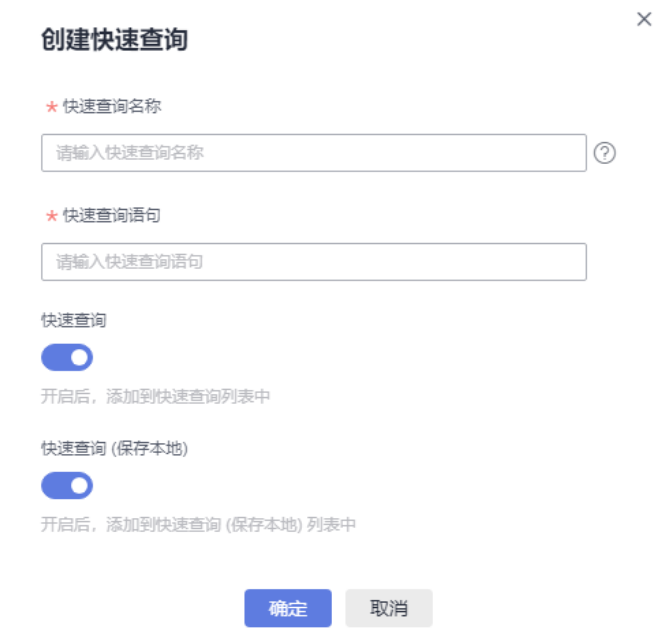 创建快速查询
* 快速查询名称
请输入快速查询名称
* 快速查询语句
请输入快速查询语句
快速查询
开启后，添加到快速查询列表中
快速查询 (保存本地)
开启后，添加到快速查询 (保存本地) 列表中
确定 取消